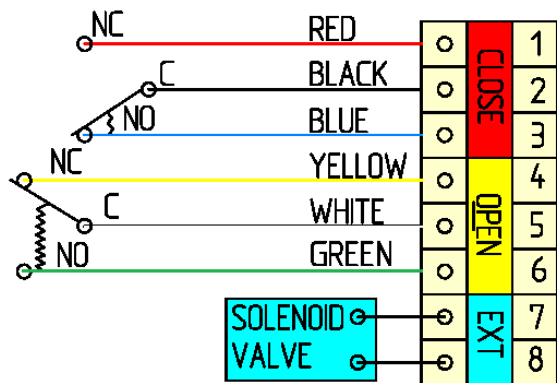 NC RED 1
C BLACK 2
NO BLUE 3
CLOSE
NC YELLOW 4
C WHITE 5
NO GREEN 6
OPEN
SOLENOID 7
VALVE 8
EXT